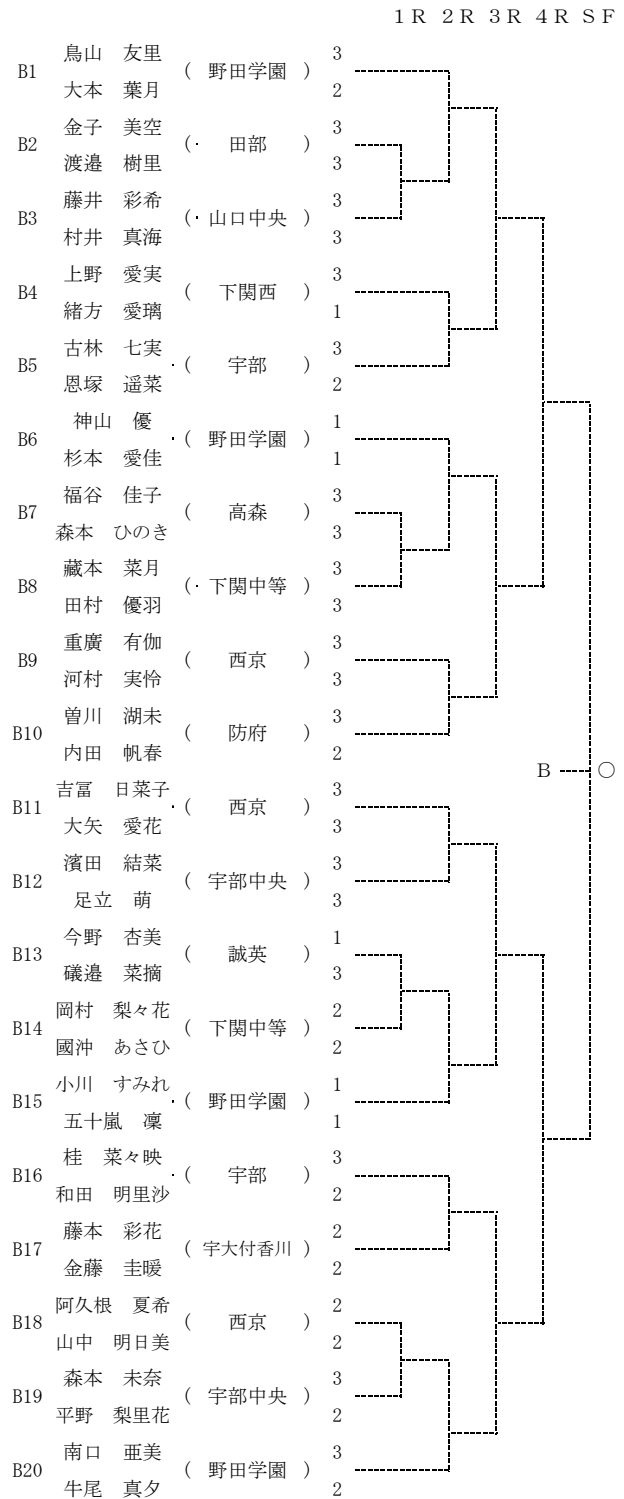 1R 2R 3R 4R SF
鳥山 友里 3
B1 ( 野田学園 )
大本 葉月 2
金子 美空 3
B2 (・ 田部 )
渡邉 樹里 3
藤井 彩希 3
B3 (・ 山口中央 )
村井 真海 3
上野 愛実 3
B4 ( 下関西 )
緒方 愛璃 1
古林 七実 3
B5 ・( 宇部 )
恩塚 遥菜 2
神山 優 1
B6 ・( 野田学園 )
杉本 愛佳 1
福谷 佳子 3
B7 ( 高森 )
森本 ひのき 3
藏本 菜月 3
B8 (・ 下関中等 )
田村 優羽 3
重廣 有伽 3
B9 ( 西京 )
河村 実怜 3
曽川 湖未 3
B10 ( 防府 )
内田 帆春 2
B ○
吉冨 日菜子 3
B11 ・( 西京 )
大矢 愛花 3
濱田 結菜 3
B12 ( 宇部中央 )
足立 萌 3
今野 杏美 1
B13 ( 誠英 )
礒邉 菜摘 3
岡村 梨々花 2
B14 ( 下関中等 )
國沖 あさひ 2
小川 すみれ 1
B15 ・( 野田学園 )
五十嵐 凜 1
桂 菜々映 3
B16 ・( 宇部 )
和田 明里沙 2
藤本 彩花 2
B17 ( 宇大付香川 )
金藤 圭暖 2
阿久根 夏希 2
B18 ( 西京 )
山中 明日美 2
森本 未奈 3
B19 ( 宇部中央 )
平野 梨里花 2
南口 亜美 3
B20 ( 野田学園 )
牛尾 真夕 2